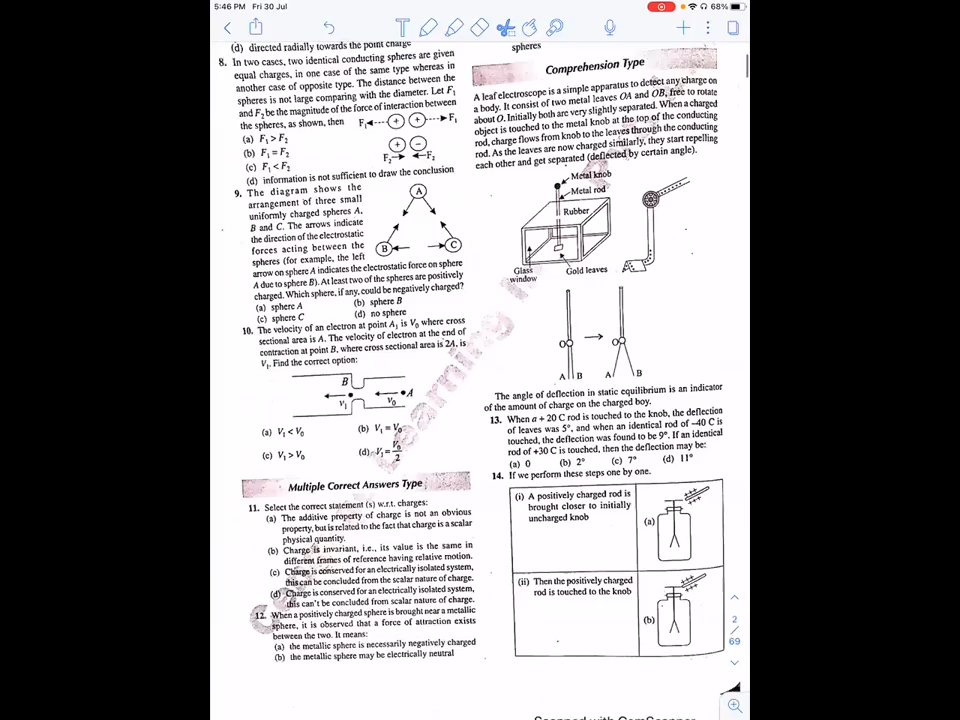 5:46 PM Fri 30 Jul
68%
(d) directed radially towards the point charge
8. In two cases, two identical conducting spheres are given
equal charges, in one case of the same type whereas in
another case of opposite type. The distance between the
spheres is not large comparing with the diameter. Let F₁
and F₂ be the magnitude of the force of interaction between
the spheres, as shown, then
F₁ + + F₁
(a) F₁ > F₂
(b) F₁ = F₂
+ −
(c) F₁ < F₂
F₂ F₂
(d) information is not sufficient to draw the conclusion
9. The diagram shows the
arrangement of three small
uniformly charged spheres A,
B and C. The arrows indicate
the direction of the electrostatic
forces acting between the
spheres (for example, the left
arrow on sphere A indicates the electrostatic force on sphere
A due to sphere B). At least two of the spheres are positively
charged. Which sphere, if any, could be negatively charged?
A
B
C
(a) sphere A (b) sphere B
(c) sphere C (d) no sphere
10. The velocity of an electron at point A₁ is V₀ where cross
sectional area is A. The velocity of electron at the end of
contraction at point B, where cross sectional area is 2A, is
V₁. Find the correct option:
B
A
v₁
v₀
(a) V₁ < V₀ (b) V₁ = V₀
(c) V₁ > V₀ (d) V₁ = V₀/2
Multiple Correct Answers Type
11. Select the correct statement (s) w.r.t. charges:
(a) The additive property of charge is not an obvious
property, but is related to the fact that charge is a scalar
physical quantity.
(b) Charge is invariant, i.e., its value is the same in
different frames of reference having relative motion.
(c) Charge is conserved for an electrically isolated system,
this can be concluded from the scalar nature of charge.
(d) Charge is conserved for an electrically isolated system,
this can't be concluded from scalar nature of charge.
12. When a positively charged sphere is brought near a metallic
sphere, it is observed that a force of attraction exists
between the two. It means:
(a) the metallic sphere is necessarily negatively charged
(b) the metallic sphere may be electrically neutral
spheres
Comprehension Type
A leaf electroscope is a simple apparatus to detect any charge on
a body. It consist of two metal leaves OA and OB, free to rotate
about O. Initially both are very slightly separated. When a charged
object is touched to the metal knob at the top of the conducting
rod, charge flows from knob to the leaves through the conducting
rod. As the leaves are now charged similarly, they start repelling
each other and get separated (deflected by certain angle).
Metal knob
Metal rod
Rubber
Glass
window
Gold leaves
O
O
A B
A B
The angle of deflection in static equilibrium is an indicator
of the amount of charge on the charged boy.
13. When a + 20 C rod is touched to the knob, the deflection
of leaves was 5°, and when an identical rod of –40 C is
touched, the deflection was found to be 9°. If an identical
rod of +30 C is touched, then the deflection may be:
(a) 0 (b) 2° (c) 7° (d) 11°
14. If we perform these steps one by one.
(i) A positively charged rod is
brought closer to initially
uncharged knob
(a)
(ii) Then the positively charged
rod is touched to the knob
(b)
2
/
69